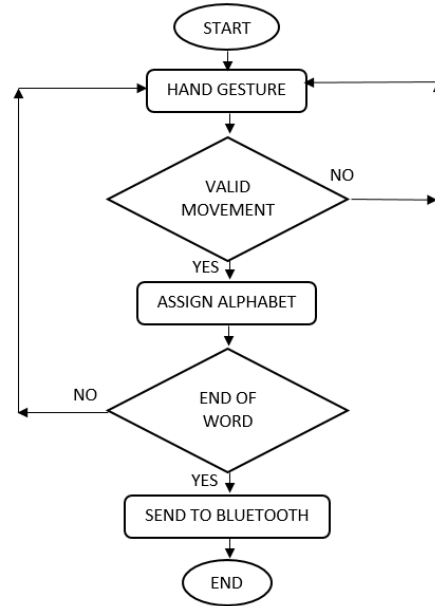 START
HAND GESTURE
NO
VALID
MOVEMENT
YES
ASSIGN ALPHABET
NO
END OF
WORD
YES
SEND TO BLUETOOTH
END